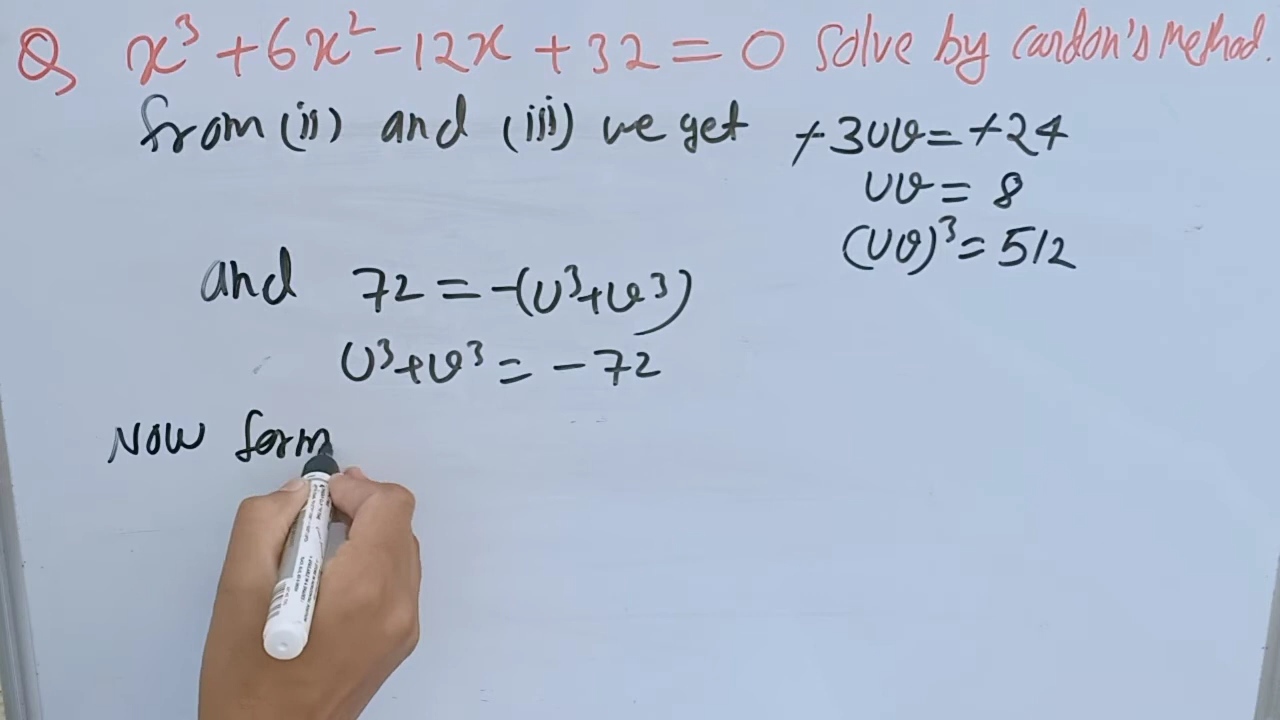 Q x³ + 6x² - 12x + 32 = 0 solve by cardon's method.
from (ii) and (iii) we get +3uv = +24
uv = 8
(uv)³ = 512
and 72 = -(u³+v³)
u³+v³ = -72
Now form